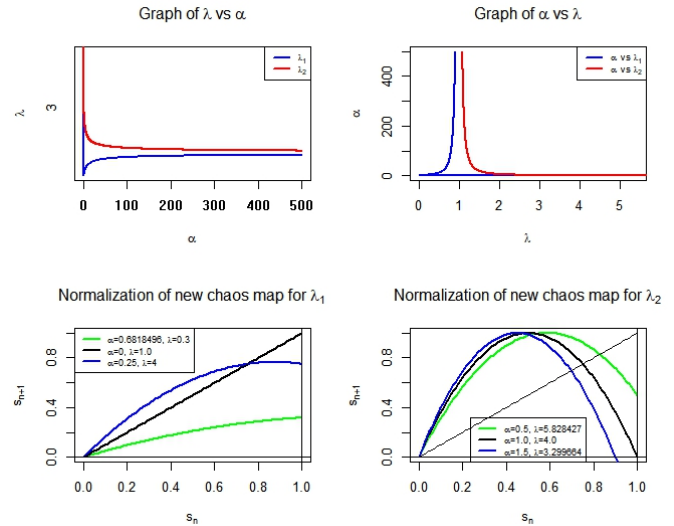 Graph of λ vs α
λ
3
λ₁
λ₂
0 100 200 300 400 500
α
Graph of α vs λ
α
0 200 400
α vs λ₁
α vs λ₂
0 1 2 3 4 5
λ
Normalization of new chaos map for λ₁
sₙ₊₁
0.0 0.4 0.8
α=0.6818496, λ=0.3
α=0, λ=1.0
α=0.25, λ=4
0.0 0.2 0.4 0.6 0.8 1.0
sₙ
Normalization of new chaos map for λ₂
sₙ₊₁
0.0 0.4 0.8
α=0.5, λ=5.828427
α=1.0, λ=4.0
α=1.5, λ=3.299664
0.0 0.2 0.4 0.6 0.8 1.0
sₙ